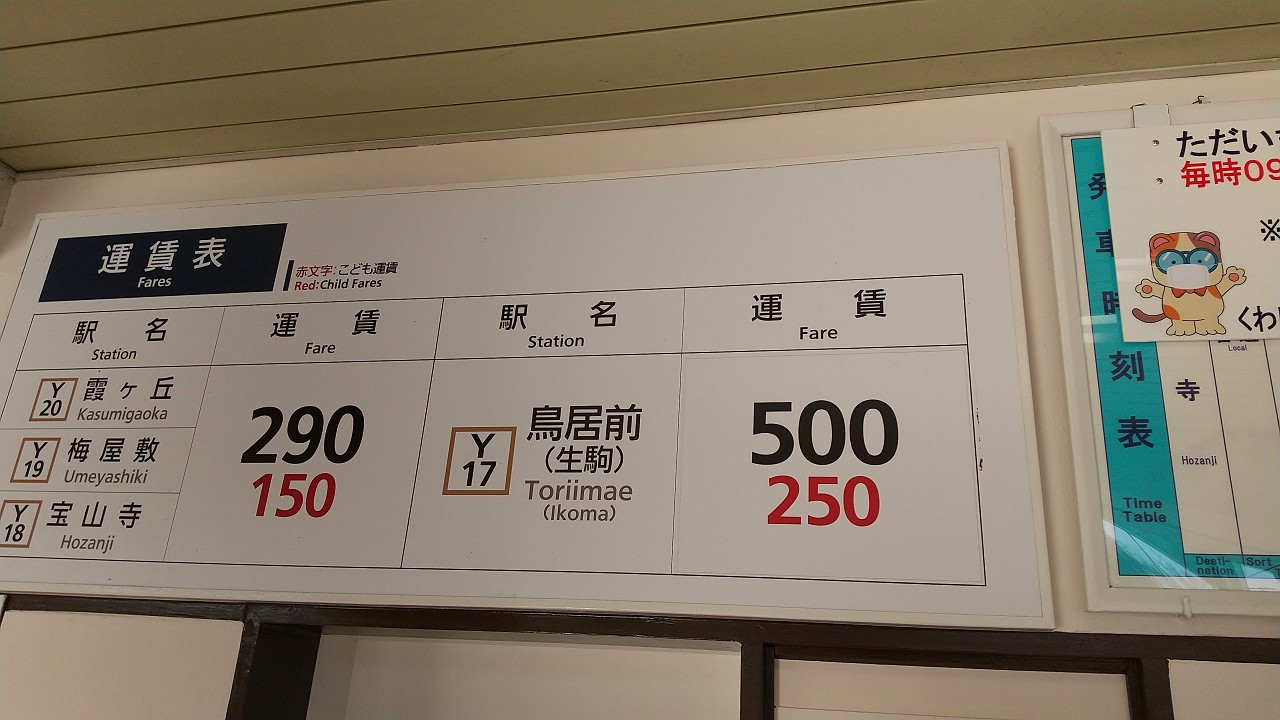 運賃表
Fares
赤文字:こども運賃
Red:Child Fares
駅 名
Station
運 賃
Fare
駅 名
Station
運 賃
Fare
Y
20
霞ヶ丘
Kasumigaoka
Y
19
梅屋敷
Umeyashiki
Y
18
宝山寺
Hozanji
290
150
Y
17
鳥居前
(生駒)
Toriimae
(Ikoma)
500
250
発車時刻表
Time
Table
ただい
毎時09
※
くわ
Local
寺
Hozanji
Desti-
nation
Sort